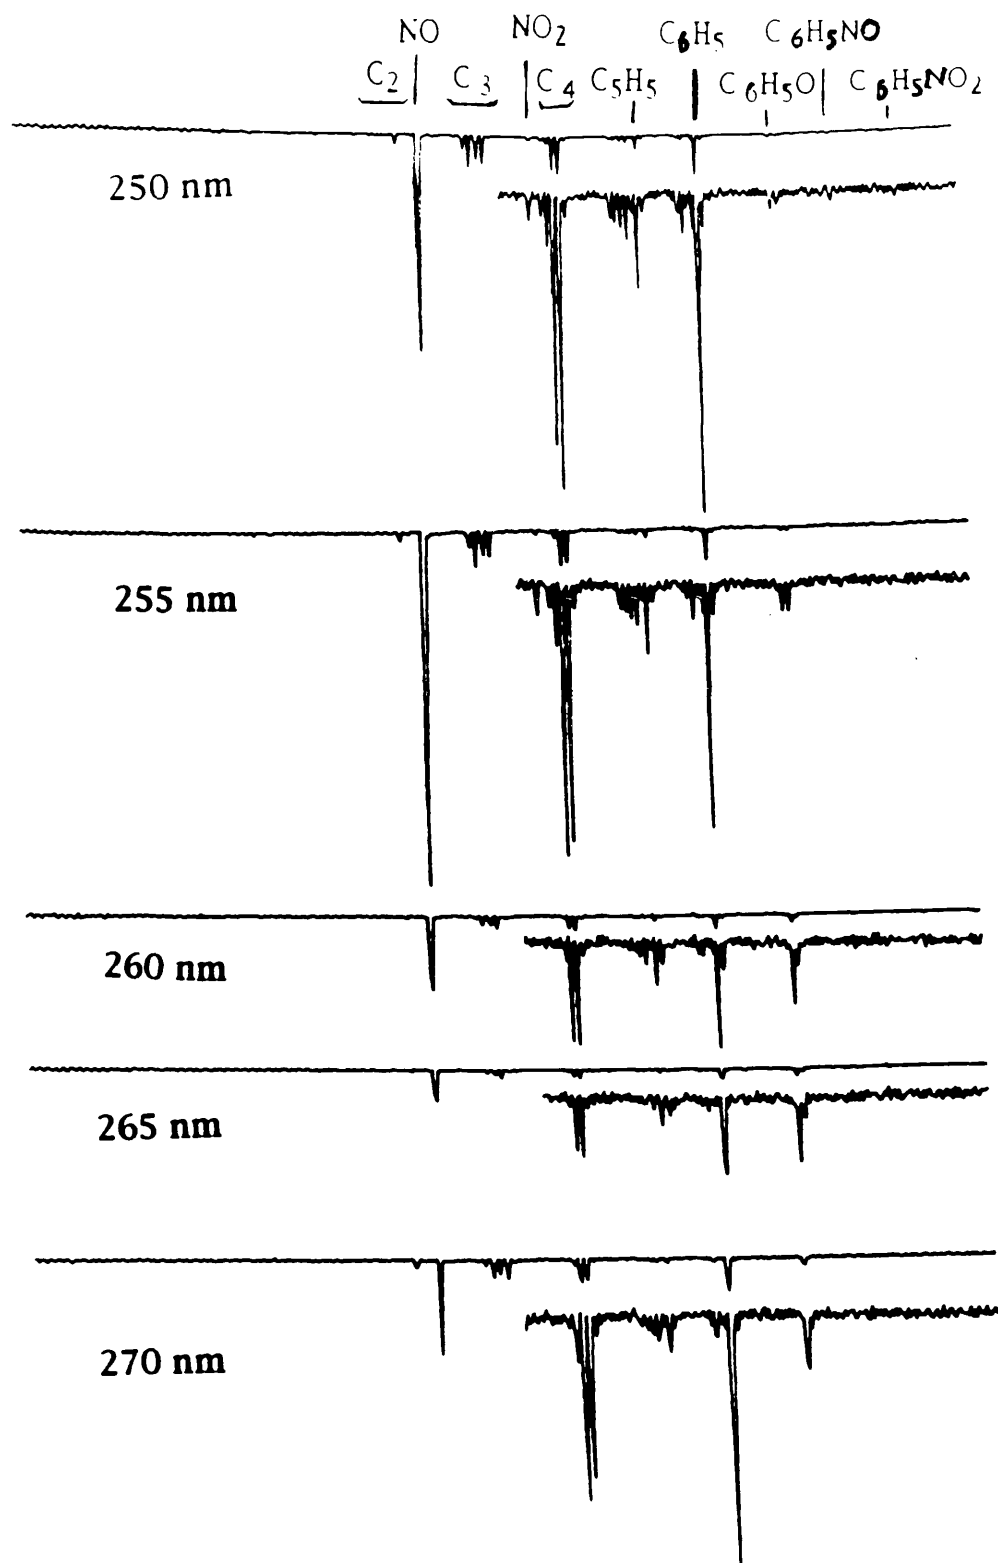 NO NO₂ C₆H₅ C₆H₅NO
C₂ C₃ C₄ C₅H₅ C₆H₅O C₆H₅NO₂
250 nm
255 nm
260 nm
265 nm
270 nm